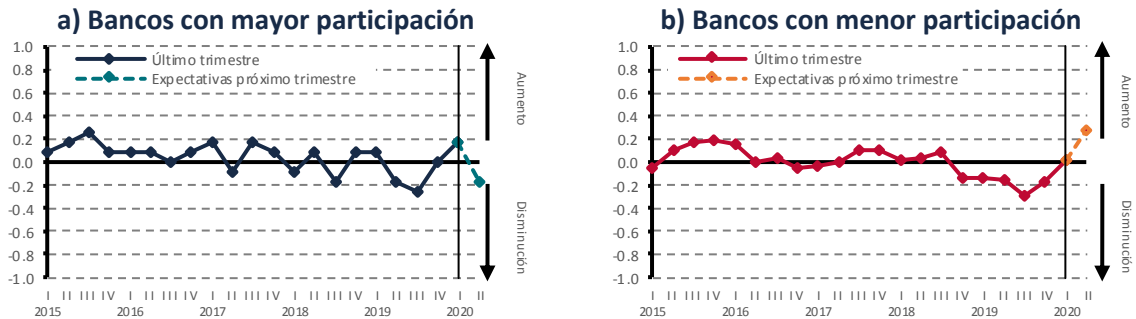 a) Bancos con mayor participación
1.0
0.8
0.6
0.4
0.2
0.0
-0.2
-0.4
-0.6
-0.8
-1.0
Último trimestre
Expectativas próximo trimestre
Aumento
Disminución
I II III IV I II III IV I II III IV I II III IV I II III IV I II
2015 2016 2017 2018 2019 2020
b) Bancos con menor participación
1.0
0.8
0.6
0.4
0.2
0.0
-0.2
-0.4
-0.6
-0.8
-1.0
Último trimestre
Expectativas próximo trimestre
Aumento
Disminución
I II III IV I II III IV I II III IV I II III IV I II III IV I II
2015 2016 2017 2018 2019 2020